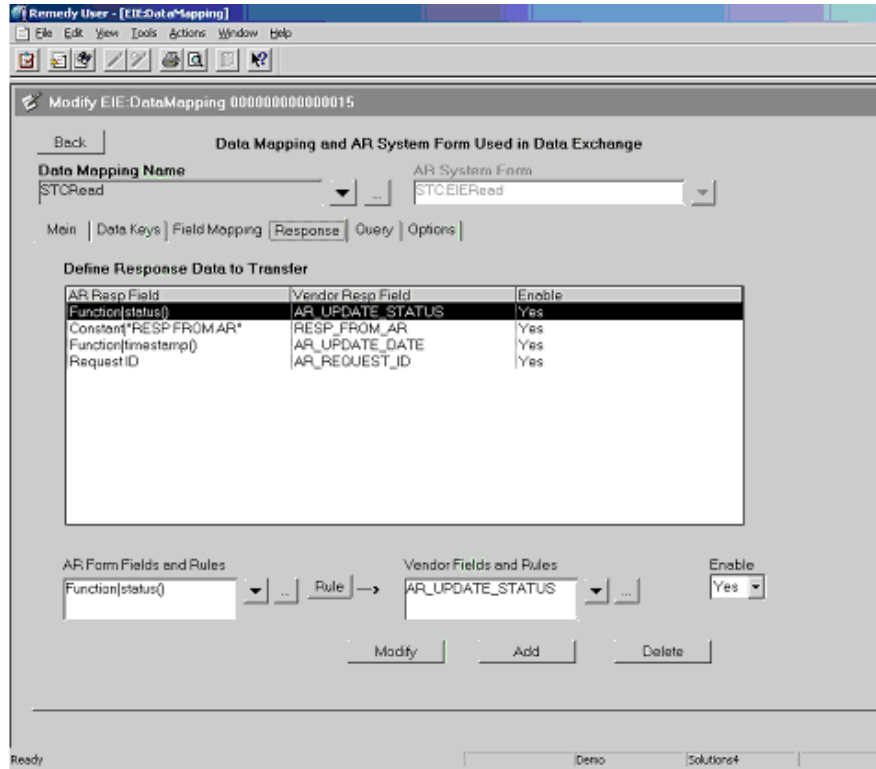 Remedy User - [EIE:DataMapping]
File Edit View Tools Actions Window Help
Modify EIE:DataMapping 000000000000015
Back Data Mapping and AR System Form Used in Data Exchange
Data Mapping Name AR System Form
STCRead ... STC:EIERead
Main Data Keys Field Mapping Response Query Options
Define Response Data to Transfer
AR Resp Field Vendor Resp Field Enable
Function|status() AR_UPDATE_STATUS Yes
Constant|"RESP FROM AR" RESP_FROM_AR Yes
Function|timestamp() AR_UPDATE_DATE Yes
Request ID AR_REQUEST_ID Yes
AR Form Fields and Rules Vendor Fields and Rules Enable
Function|status() ... Rule --> AR_UPDATE_STATUS ... Yes
Modify Add Delete
Ready Demo Solutions4